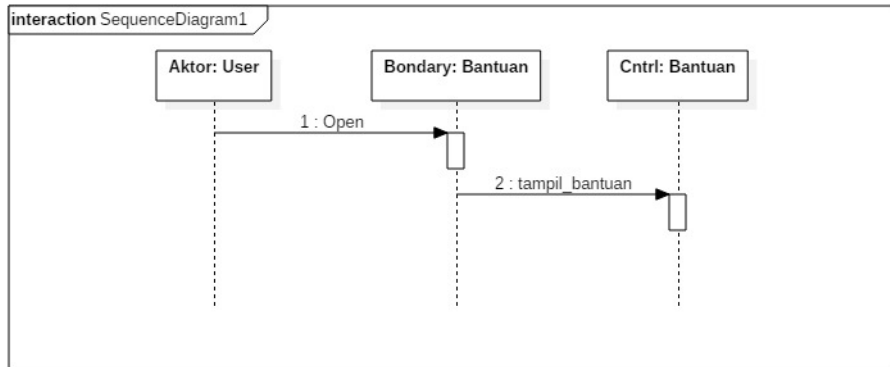 interaction SequenceDiagram1
Aktor: User
Bondary: Bantuan
Cntrl: Bantuan
1 : Open
2 : tampil_bantuan